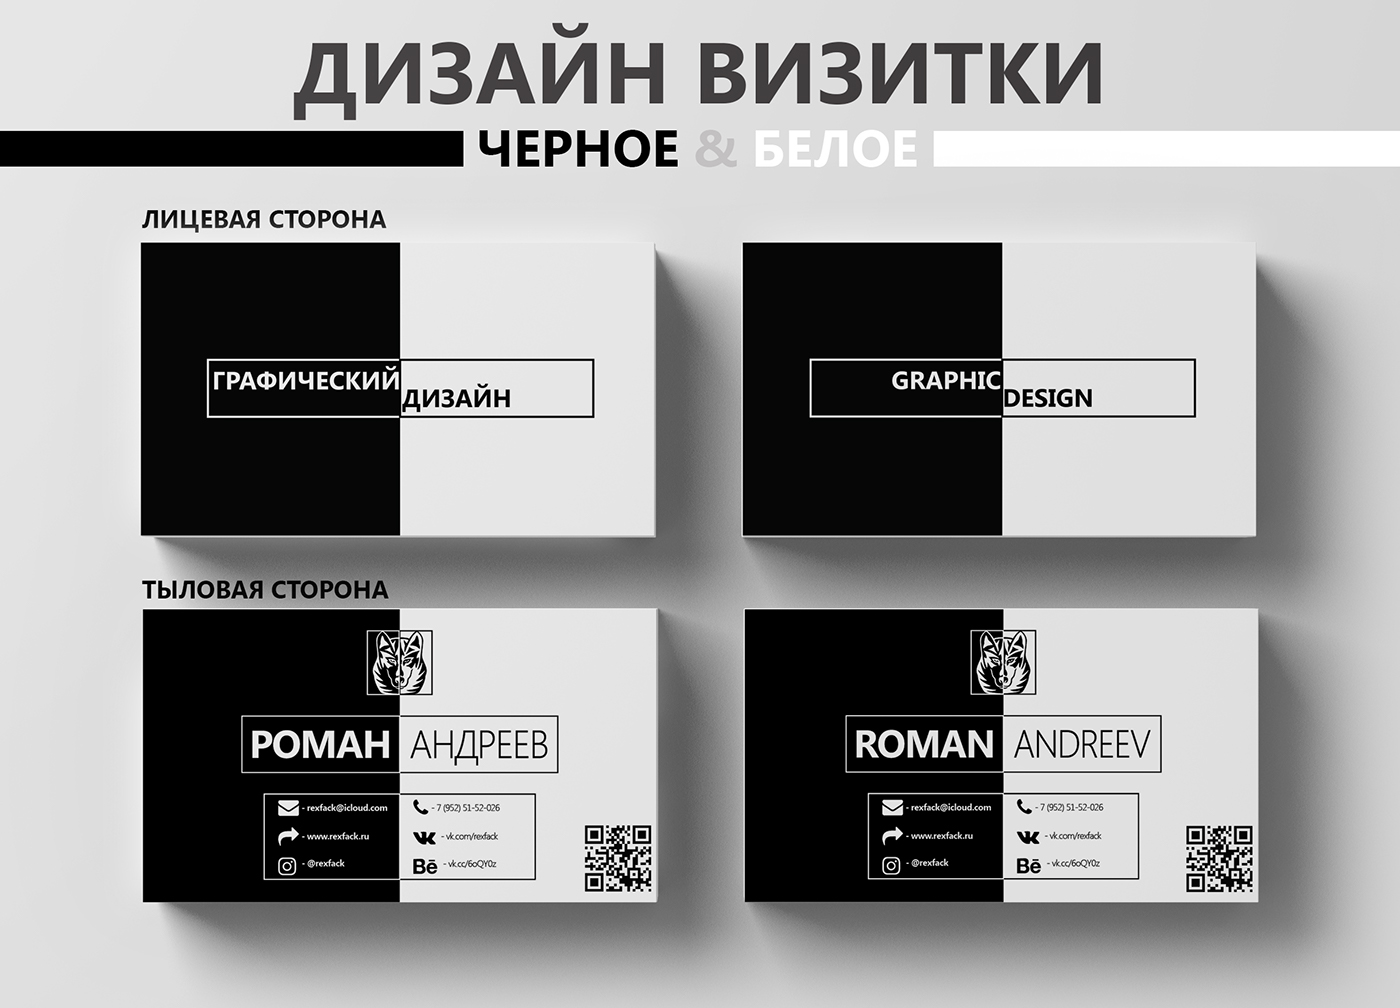 ДИЗАЙН ВИЗИТКИ
ЧЕРНОЕ & БЕЛОЕ
ЛИЦЕВАЯ СТОРОНА
ГРАФИЧЕСКИЙ
ДИЗАЙН
GRAPHIC
DESIGN
ТЫЛОВАЯ СТОРОНА
РОМАН АНДРЕЕВ
- rexfack@icloud.com - 7 (952) 51-52-026
- www.rexfack.ru - vk.com/rexfack
- @rexfack Bē - vk.cc/6oQY0z
ROMAN ANDREEV
- rexfack@icloud.com - 7 (952) 51-52-026
- www.rexfack.ru - vk.com/rexfack
- @rexfack Bē - vk.cc/6oQY0z